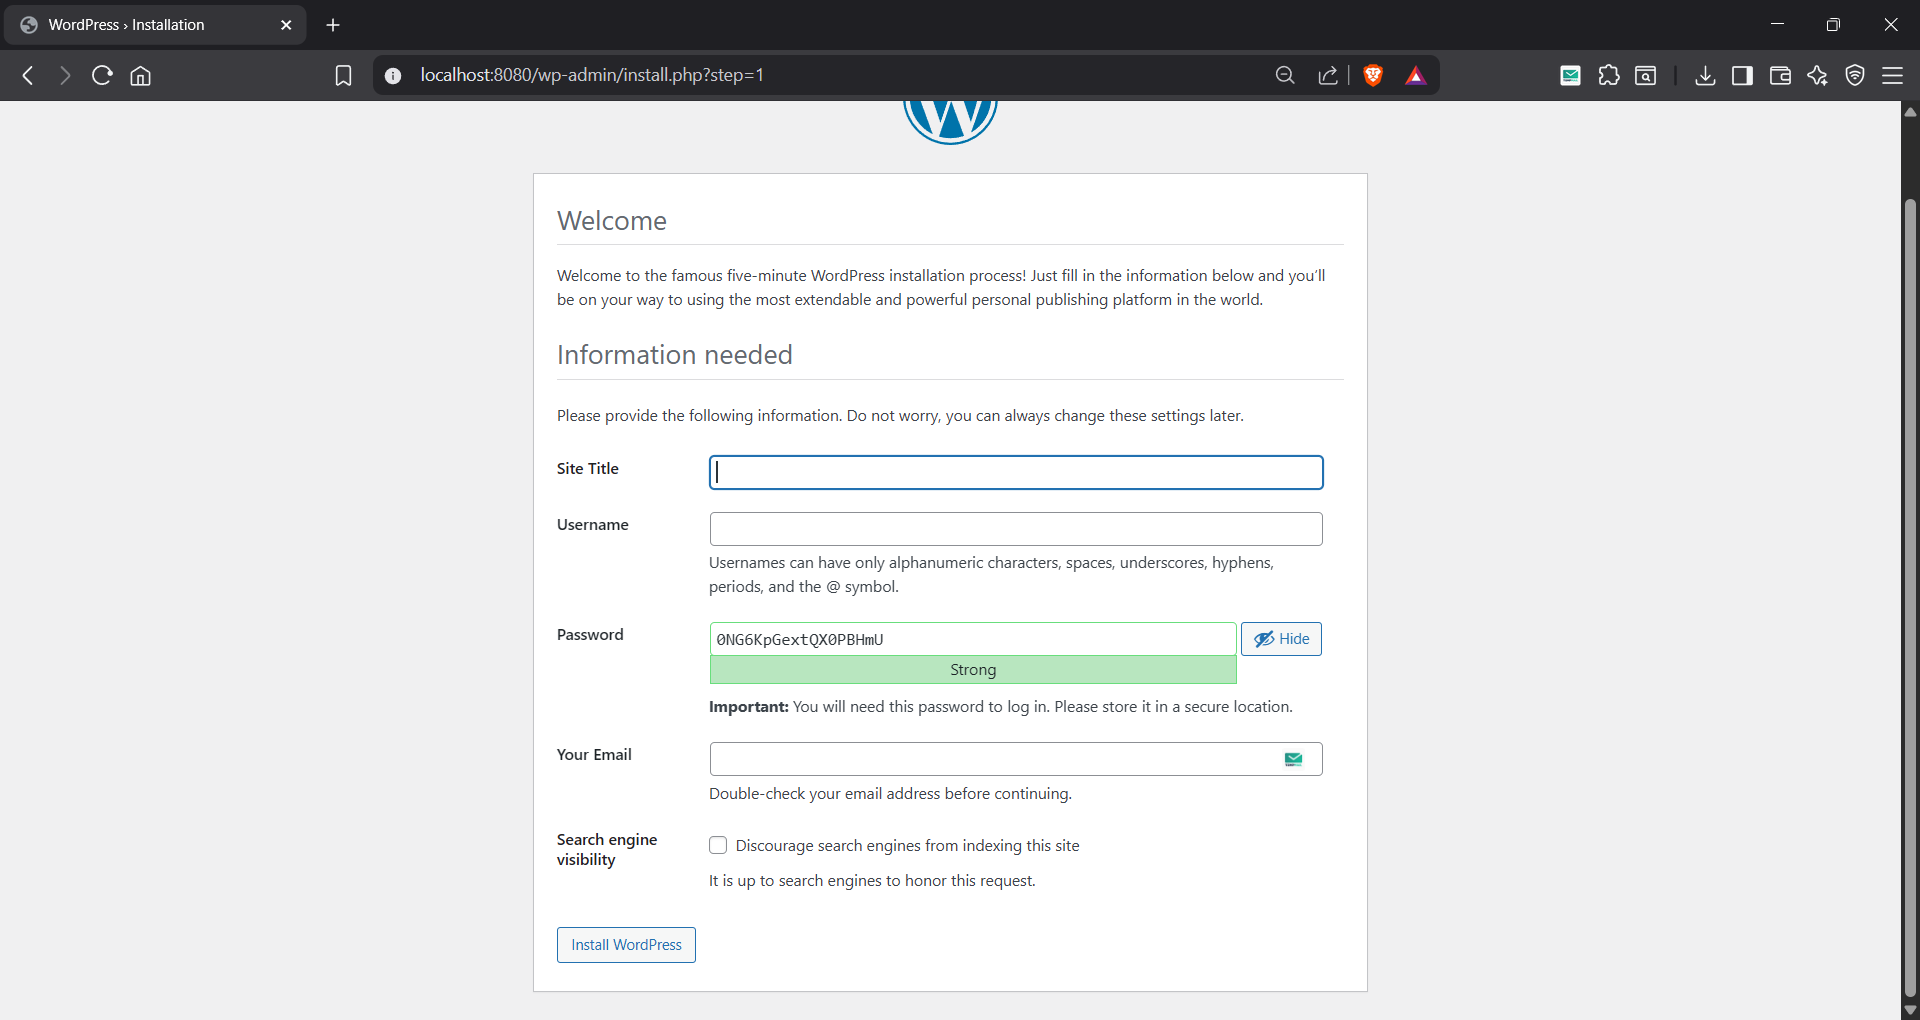 WordPress › Installation
localhost:8080/wp-admin/install.php?step=1
Welcome
Welcome to the famous five-minute WordPress installation process! Just fill in the information below and you’ll
be on your way to using the most extendable and powerful personal publishing platform in the world.
Information needed
Please provide the following information. Do not worry, you can always change these settings later.
Site Title
Username
Usernames can have only alphanumeric characters, spaces, underscores, hyphens,
periods, and the @ symbol.
Password
0NG6KpGextQX0PBHmU
Hide
Strong
Important: You will need this password to log in. Please store it in a secure location.
Your Email
Double-check your email address before continuing.
Search engine
visibility
Discourage search engines from indexing this site
It is up to search engines to honor this request.
Install WordPress